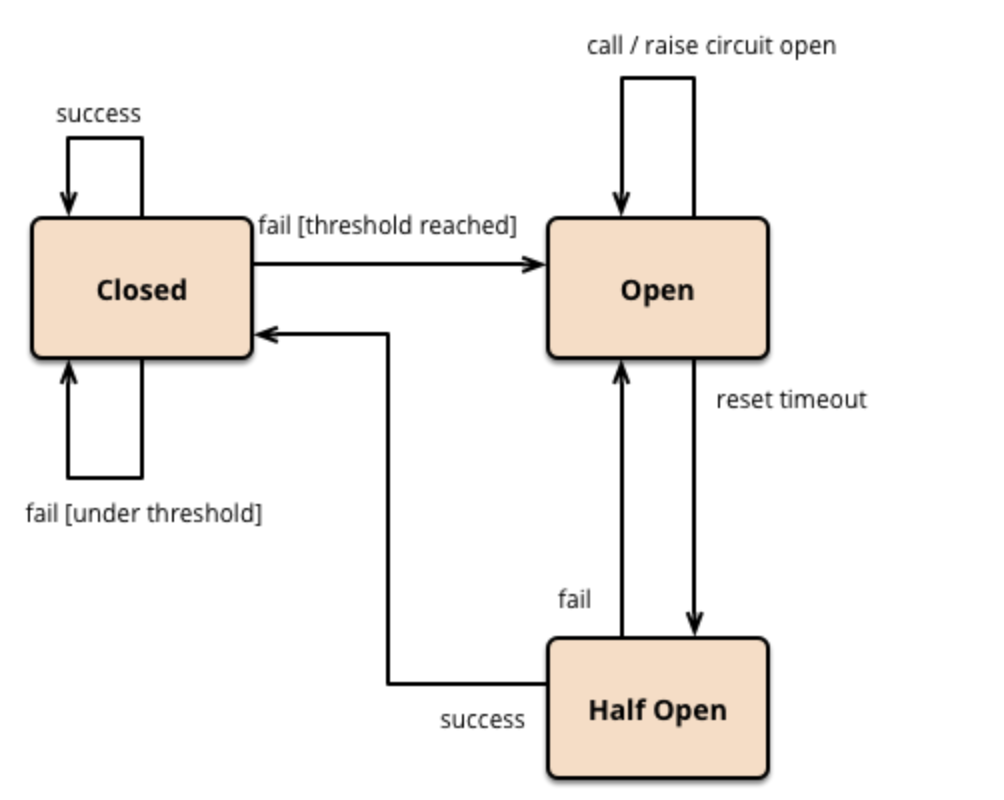 call / raise circuit open
success
fail [threshold reached]
Closed
Open
reset timeout
fail [under threshold]
fail
Half Open
success